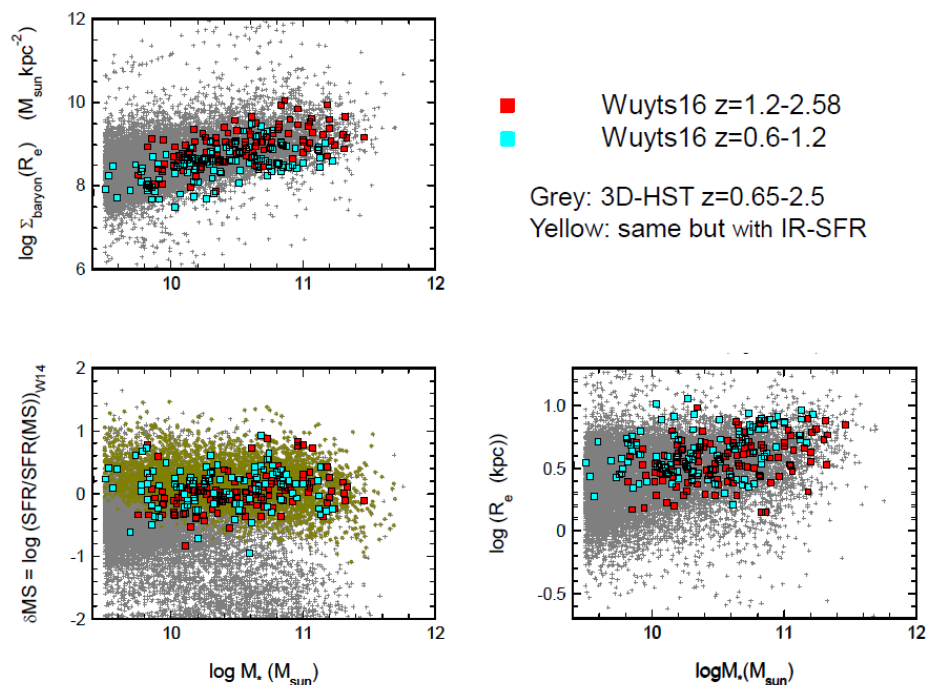 12
10
8
6
log Σbaryon(Re) (Msun kpc-2)
10 11 12
Wuyts16 z=1.2-2.58
Wuyts16 z=0.6-1.2
Grey: 3D-HST z=0.65-2.5
Yellow: same but with IR-SFR
2
1
0
-1
-2
δMS = log (SFR/SFR(MS))W14
10 11 12
log M* (Msun)
1.0
0.5
0
-0.5
log (Re (kpc))
10 11 12
logM*(Msun)